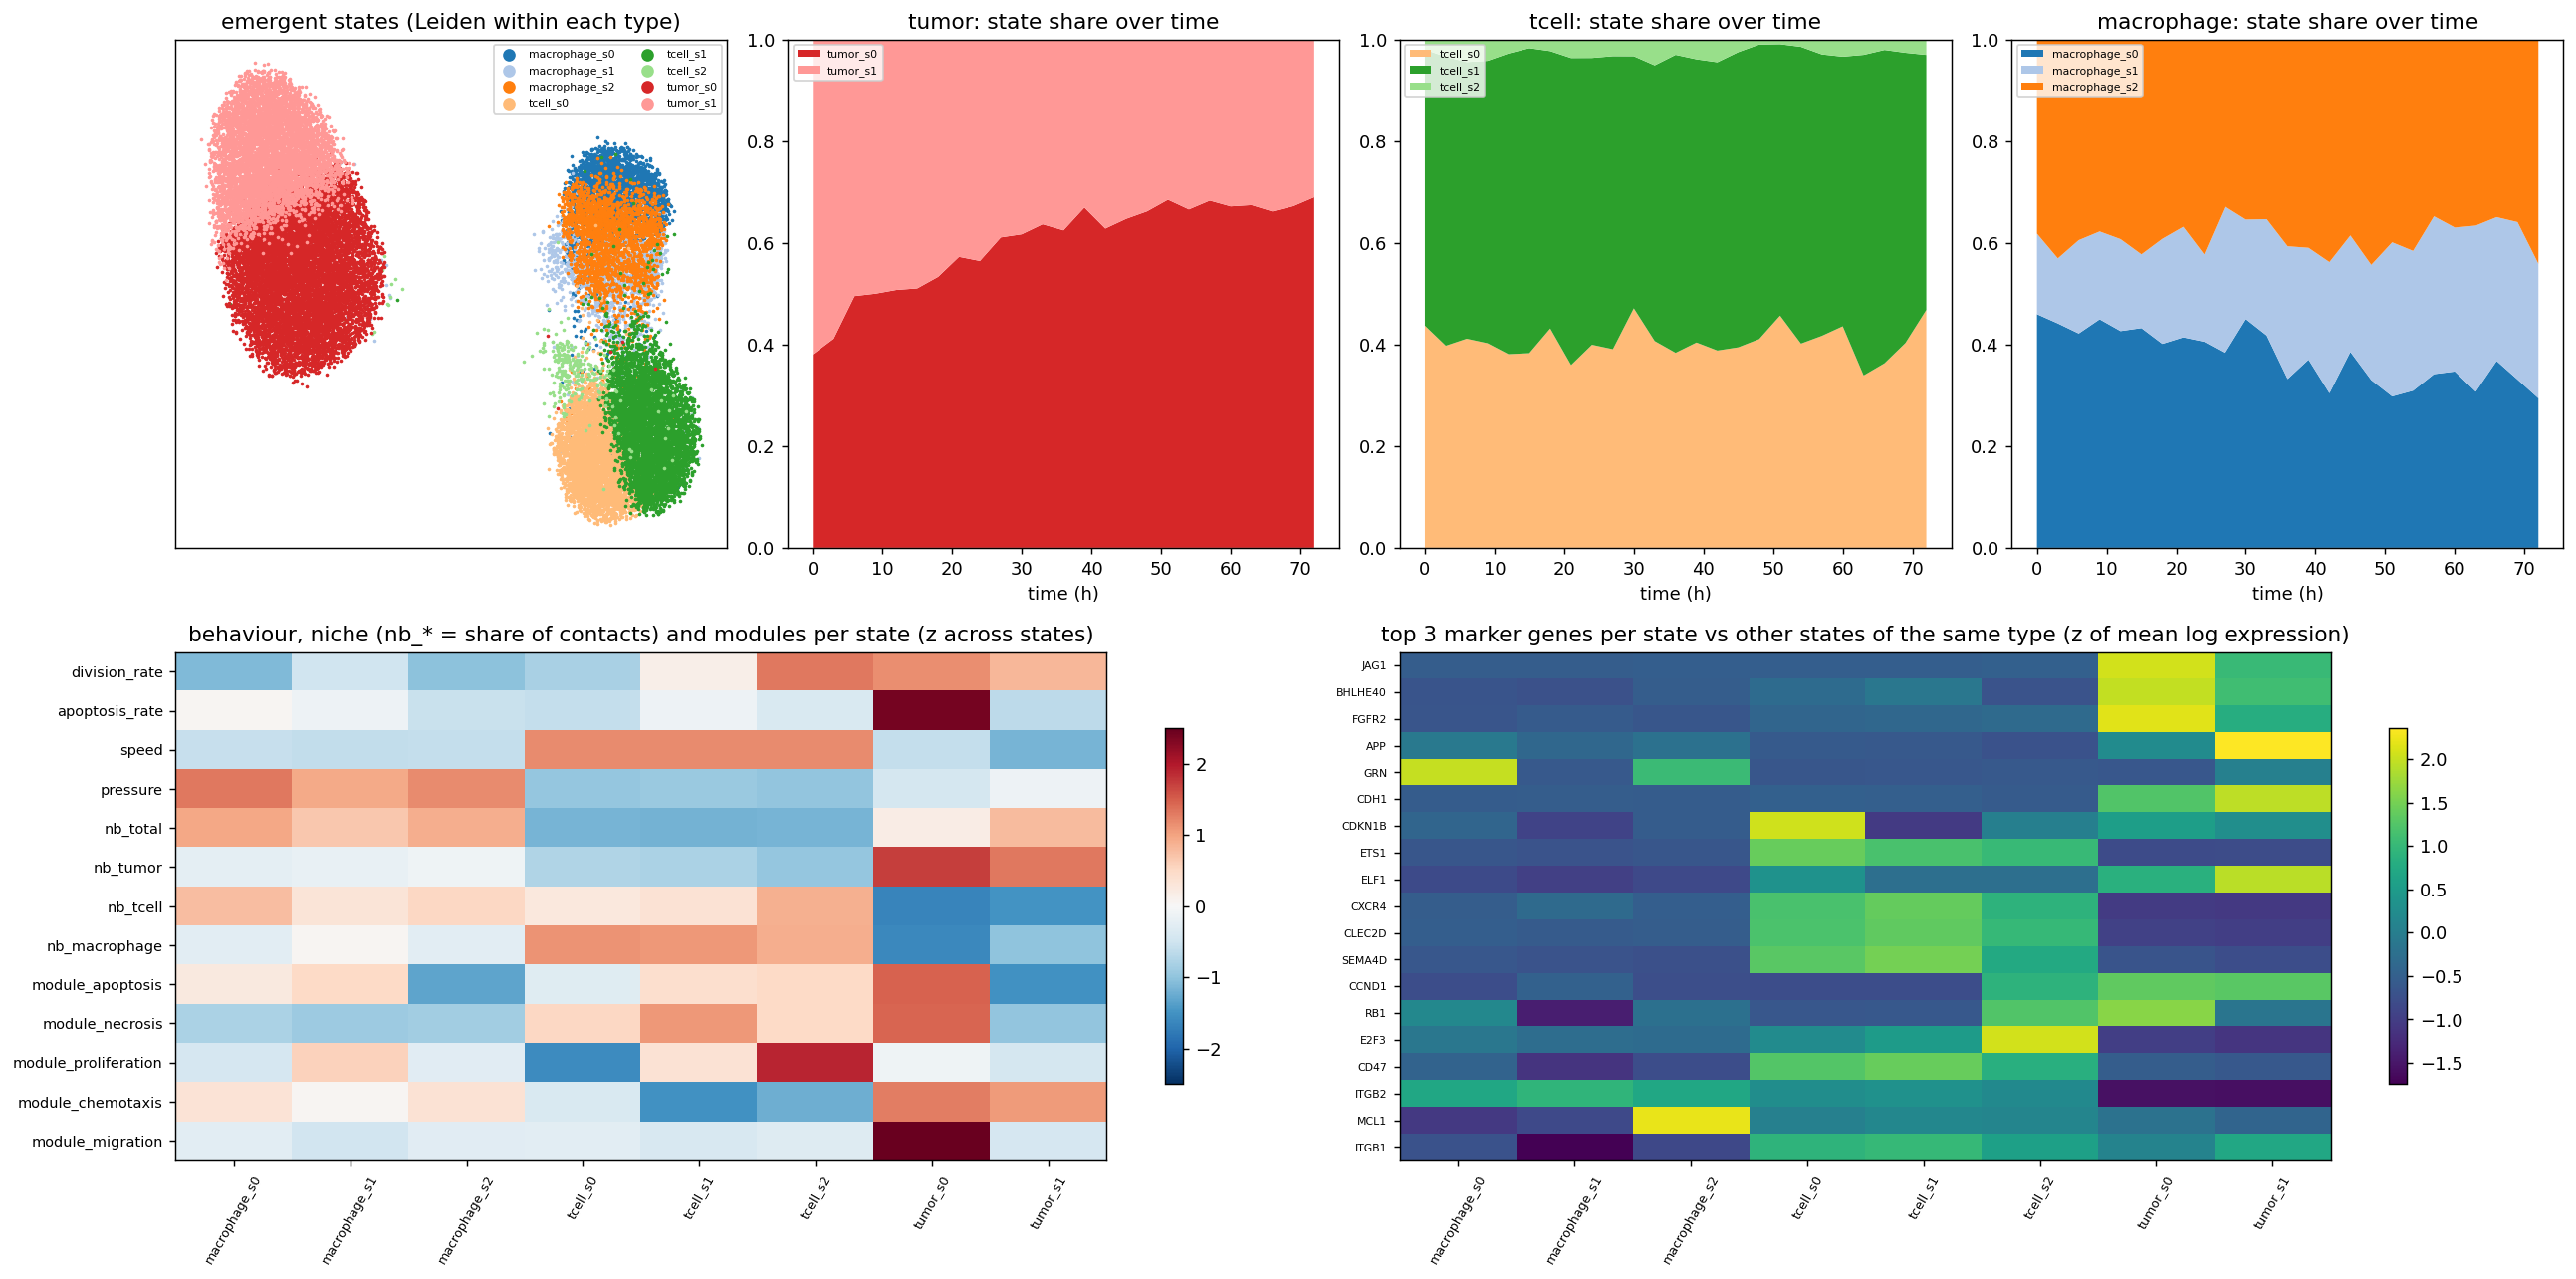 emergent states (Leiden within each type)
macrophage_s0
macrophage_s1
macrophage_s2
tcell_s0
tcell_s1
tcell_s2
tumor_s0
tumor_s1
tumor: state share over time
tumor_s0
tumor_s1
1.0
0.8
0.6
0.4
0.2
0.0
0 10 20 30 40 50 60 70
time (h)
tcell: state share over time
tcell_s0
tcell_s1
tcell_s2
1.0
0.8
0.6
0.4
0.2
0.0
0 10 20 30 40 50 60 70
time (h)
macrophage: state share over time
macrophage_s0
macrophage_s1
macrophage_s2
1.0
0.8
0.6
0.4
0.2
0.0
0 10 20 30 40 50 60 70
time (h)
behaviour, niche (nb_* = share of contacts) and modules per state (z across states)
division_rate
apoptosis_rate
speed
pressure
nb_total
nb_tumor
nb_tcell
nb_macrophage
module_apoptosis
module_necrosis
module_proliferation
module_chemotaxis
module_migration
macrophage_s0
macrophage_s1
macrophage_s2
tcell_s0
tcell_s1
tcell_s2
tumor_s0
tumor_s1
2
1
0
−1
−2
top 3 marker genes per state vs other states of the same type (z of mean log expression)
JAG1
BHLHE40
FGFR2
APP
GRN
CDH1
CDKN1B
ETS1
ELF1
CXCR4
CLEC2D
SEMA4D
CCND1
RB1
E2F3
CD47
ITGB2
MCL1
ITGB1
macrophage_s0
macrophage_s1
macrophage_s2
tcell_s0
tcell_s1
tcell_s2
tumor_s0
tumor_s1
2.0
1.5
1.0
0.5
0.0
−0.5
−1.0
−1.5